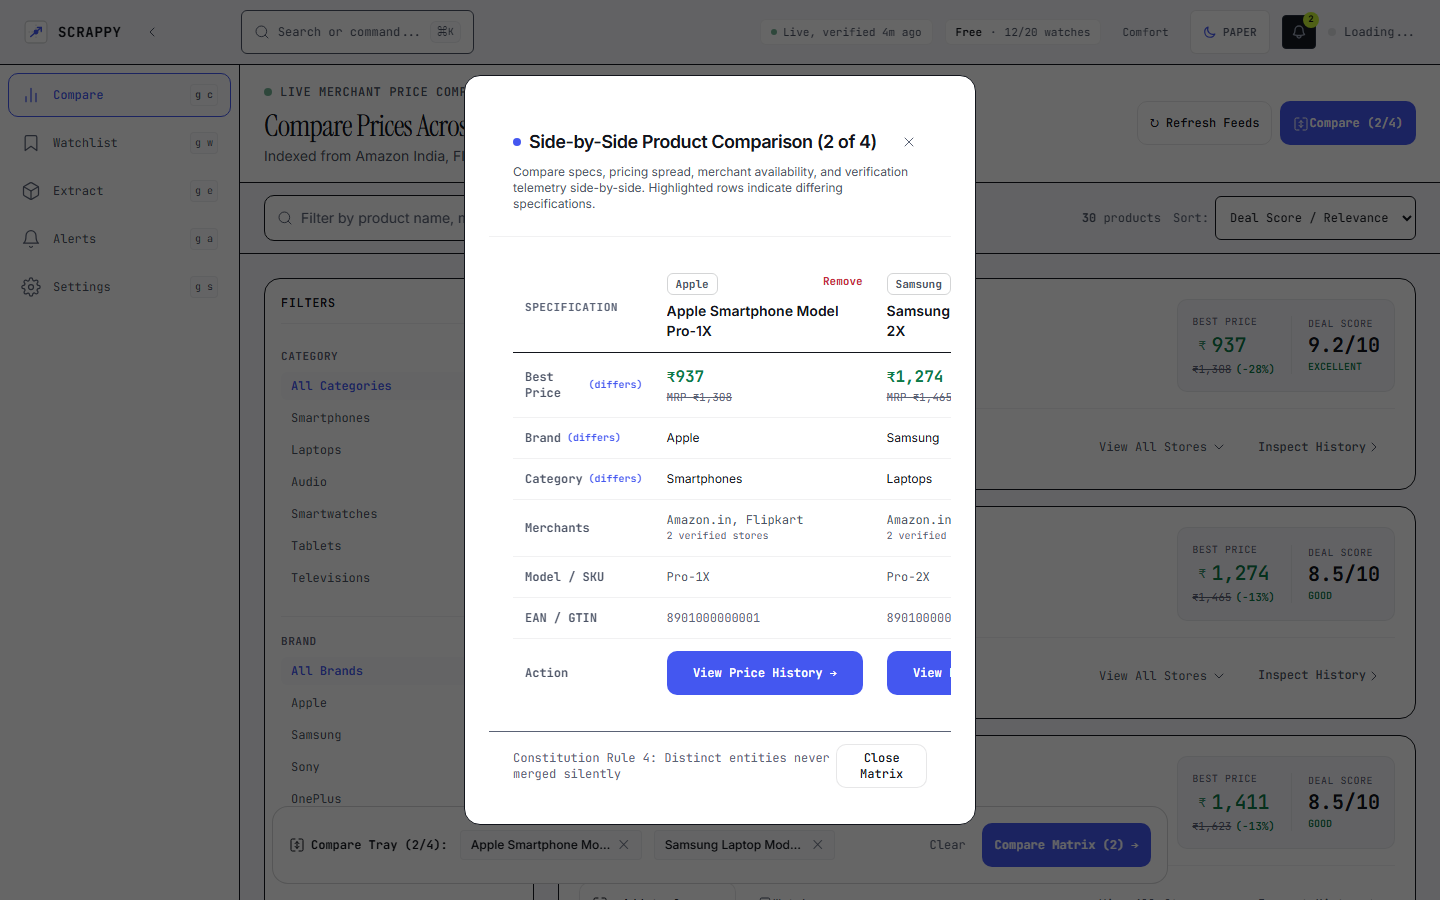 SCRAPPY
Search or command... ⌘K
Live, verified 4m ago
Free · 12/20 watches
Comfort
PAPER
2
Loading...
Compare g c
Watchlist g w
Extract g e
Alerts g a
Settings g s
LIVE MERCHANT PRICE COMP
Compare Prices Acros
Indexed from Amazon India, Fl
↻ Refresh Feeds
Compare (2/4)
Filter by product name, m
30 products Sort: Deal Score / Relevance
FILTERS
CATEGORY
All Categories
Smartphones
Laptops
Audio
Smartwatches
Tablets
Televisions
BRAND
All Brands
Apple
Samsung
Sony
OnePlus
Side-by-Side Product Comparison (2 of 4)
Compare specs, pricing spread, merchant availability, and verification
telemetry side-by-side. Highlighted rows indicate differing
specifications.
SPECIFICATION
Apple Remove
Apple Smartphone Model
Pro-1X
Samsung
Samsung
2X
Best
Price (differs)
₹937
MRP ₹1,308
₹1,274
MRP ₹1,465
Brand (differs) Apple Samsung
Category (differs) Smartphones Laptops
Merchants
Amazon.in, Flipkart
2 verified stores
Amazon.in
2 verified
Model / SKU Pro-1X Pro-2X
EAN / GTIN 8901000000001 890100000
Action View Price History → View
Constitution Rule 4: Distinct entities never
merged silently
Close
Matrix
BEST PRICE
₹ 937
₹1,308 (-28%)
DEAL SCORE
9.2/10
EXCELLENT
View All Stores
Inspect History
BEST PRICE
₹ 1,274
₹1,465 (-13%)
DEAL SCORE
8.5/10
GOOD
View All Stores
Inspect History
BEST PRICE
₹ 1,411
₹1,623 (-13%)
DEAL SCORE
8.5/10
GOOD
Compare Tray (2/4):
Apple Smartphone Mo...
Samsung Laptop Mod...
Clear
Compare Matrix (2) →